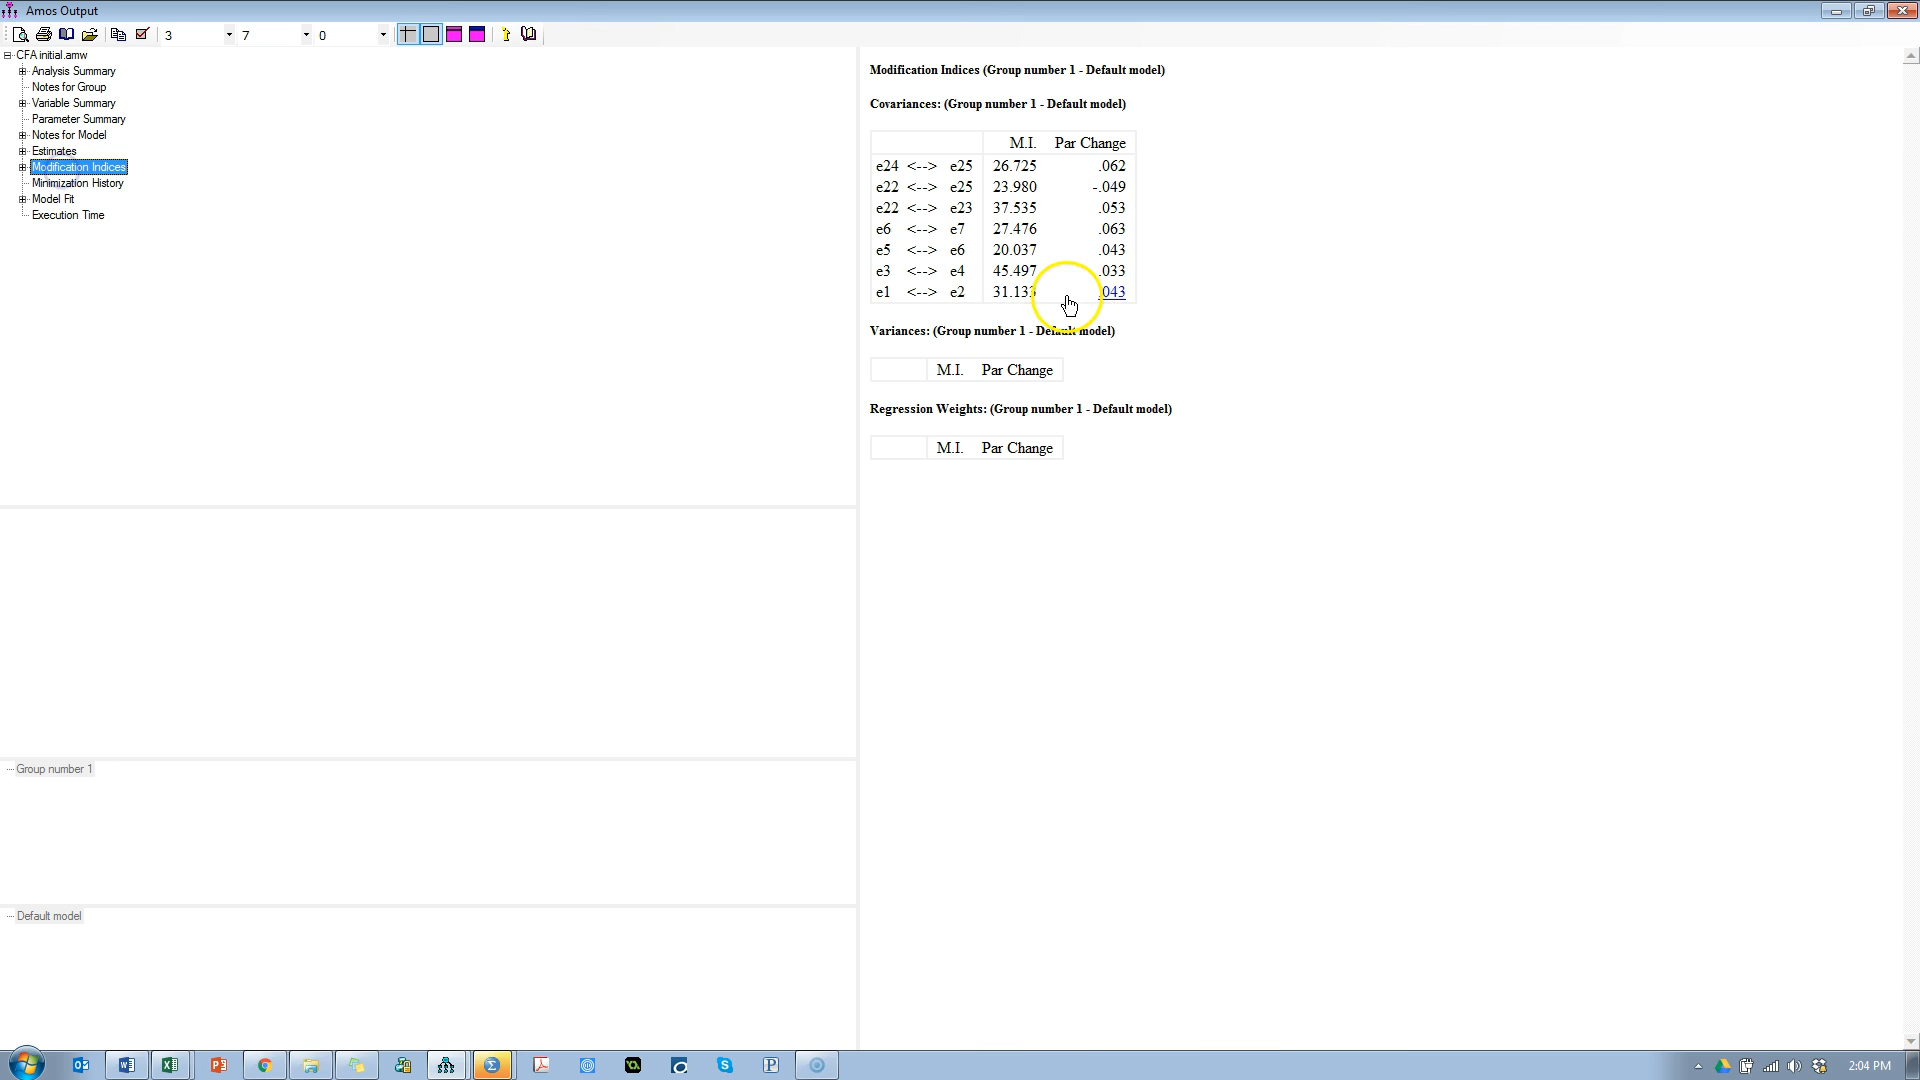 Amos Output
3 7 0
CFA initial.amw
Analysis Summary
Notes for Group
Variable Summary
Parameter Summary
Notes for Model
Estimates
Modification Indices
Minimization History
Model Fit
Execution Time
Modification Indices (Group number 1 - Default model)
Covariances: (Group number 1 - Default model)
M.I. Par Change
e24 <--> e25 26.725 .062
e22 <--> e25 23.980 -.049
e22 <--> e23 37.535 .053
e6 <--> e7 27.476 .063
e5 <--> e6 20.037 .043
e3 <--> e4 45.497 .033
e1 <--> e2 31.133 .043
Variances: (Group number 1 - Default model)
M.I. Par Change
Regression Weights: (Group number 1 - Default model)
M.I. Par Change
Group number 1
Default model
2:04 PM